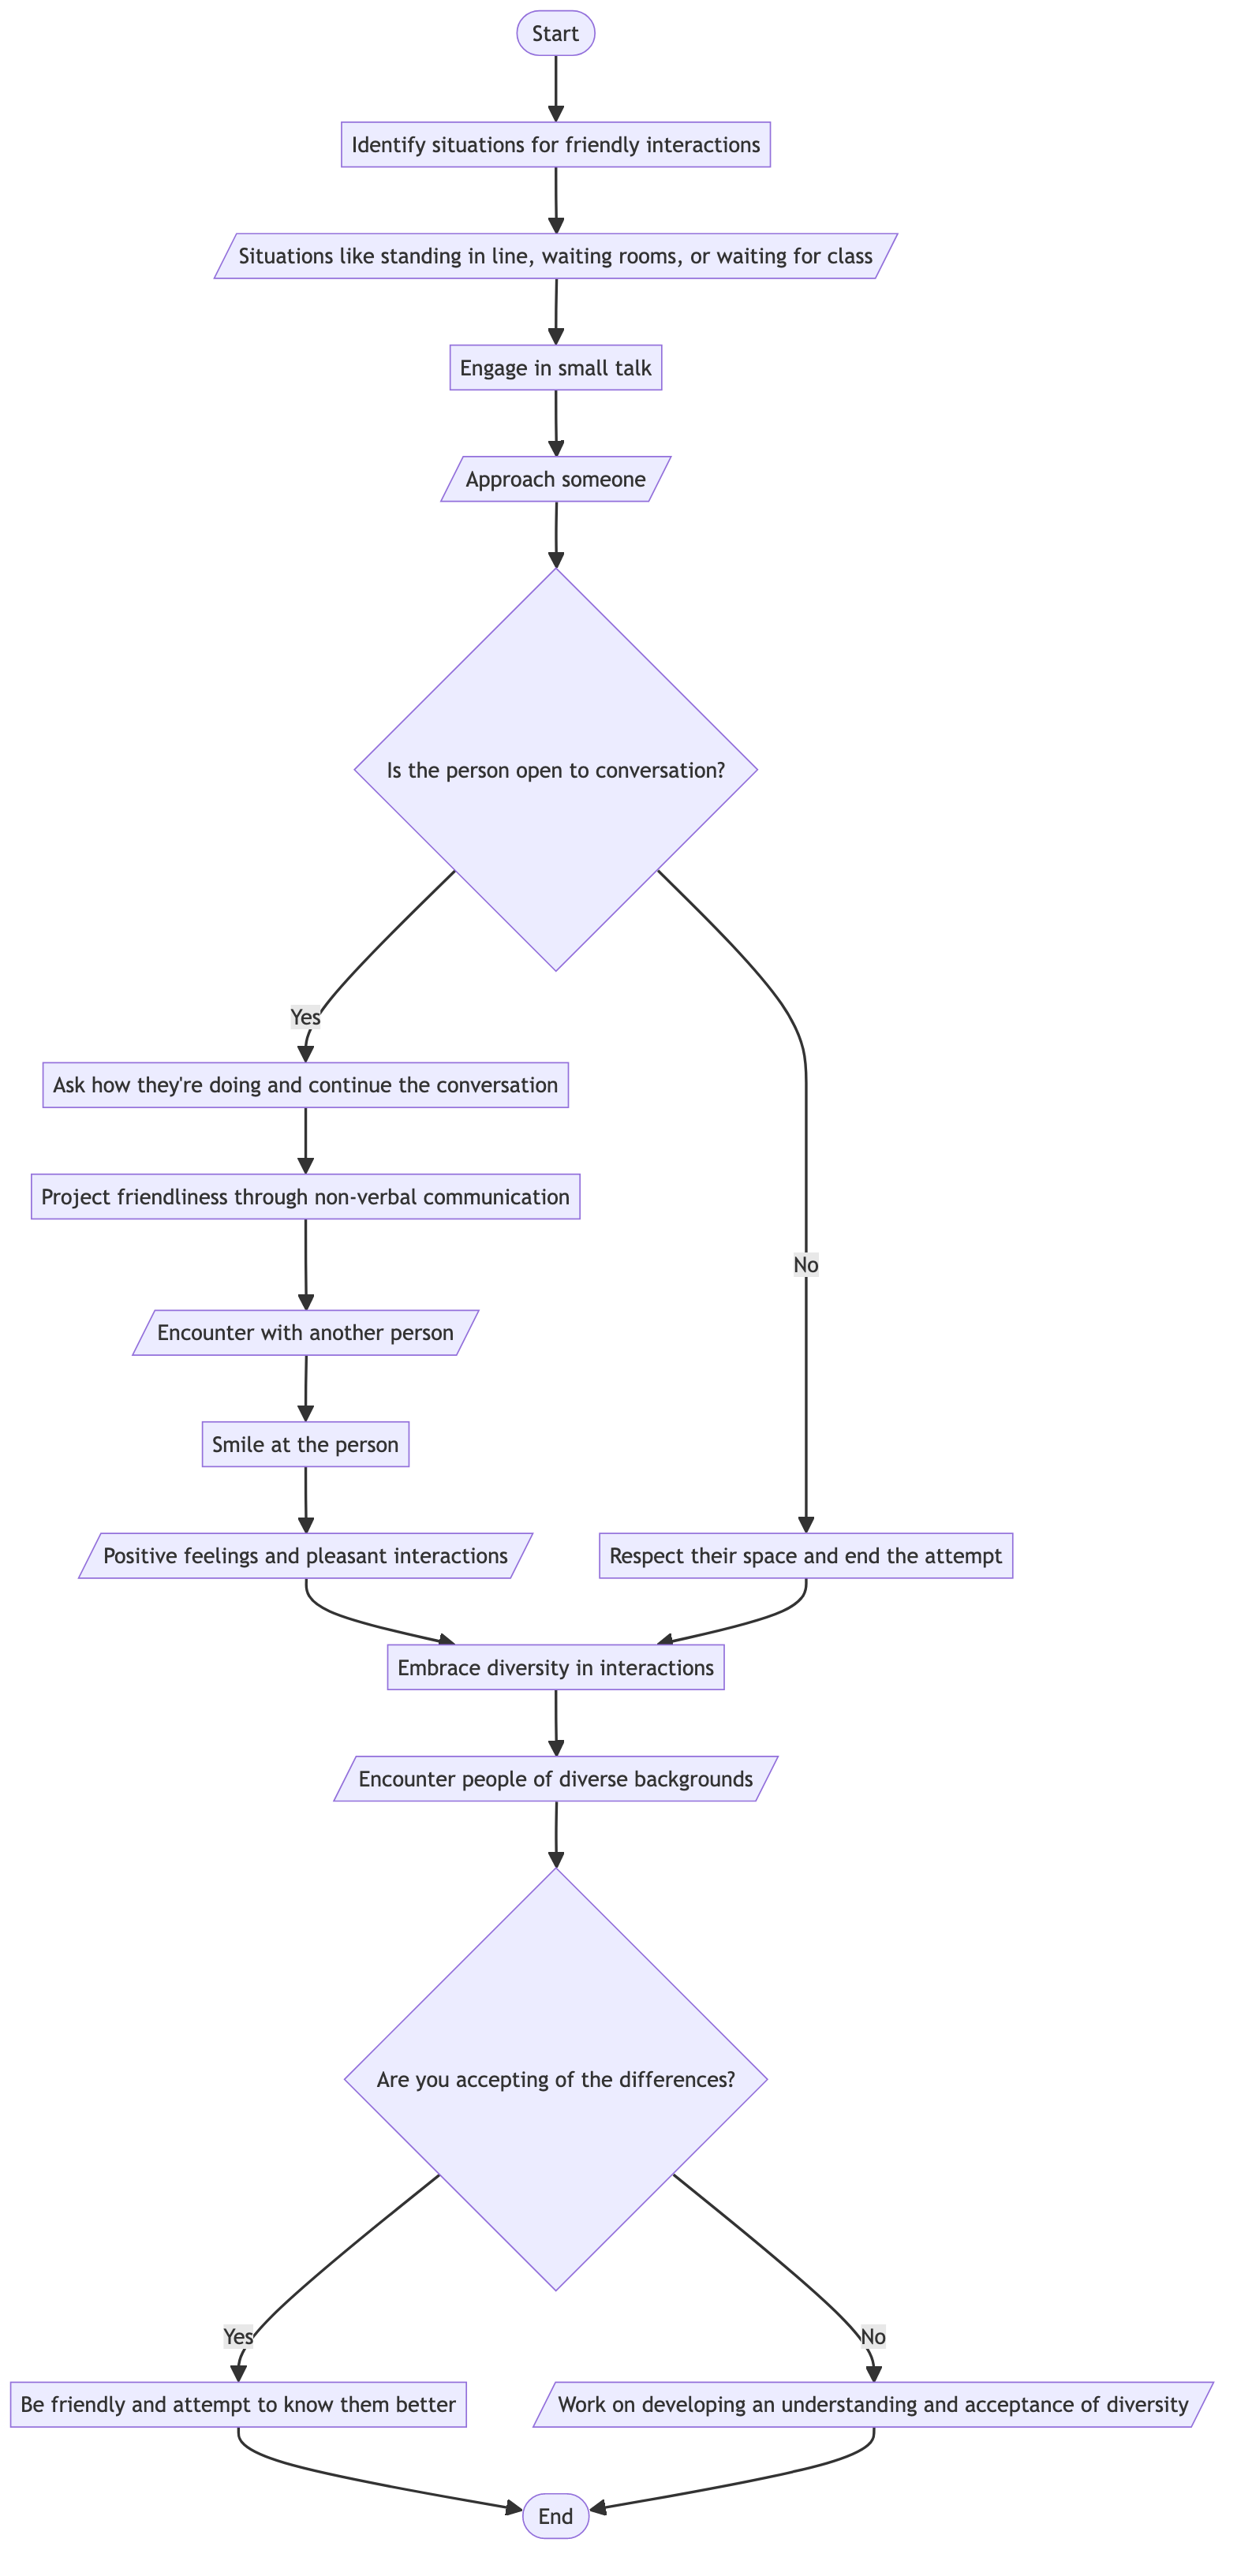 Start
Identify situations for friendly interactions
Situations like standing in line, waiting rooms, or waiting for class
Engage in small talk
Approach someone
Is the person open to conversation?
Yes
Ask how they're doing and continue the conversation
Project friendliness through non-verbal communication
No
Encounter with another person
Smile at the person
Positive feelings and pleasant interactions
Respect their space and end the attempt
Embrace diversity in interactions
Encounter people of diverse backgrounds
Are you accepting of the differences?
Yes
No
Be friendly and attempt to know them better
Work on developing an understanding and acceptance of diversity
End